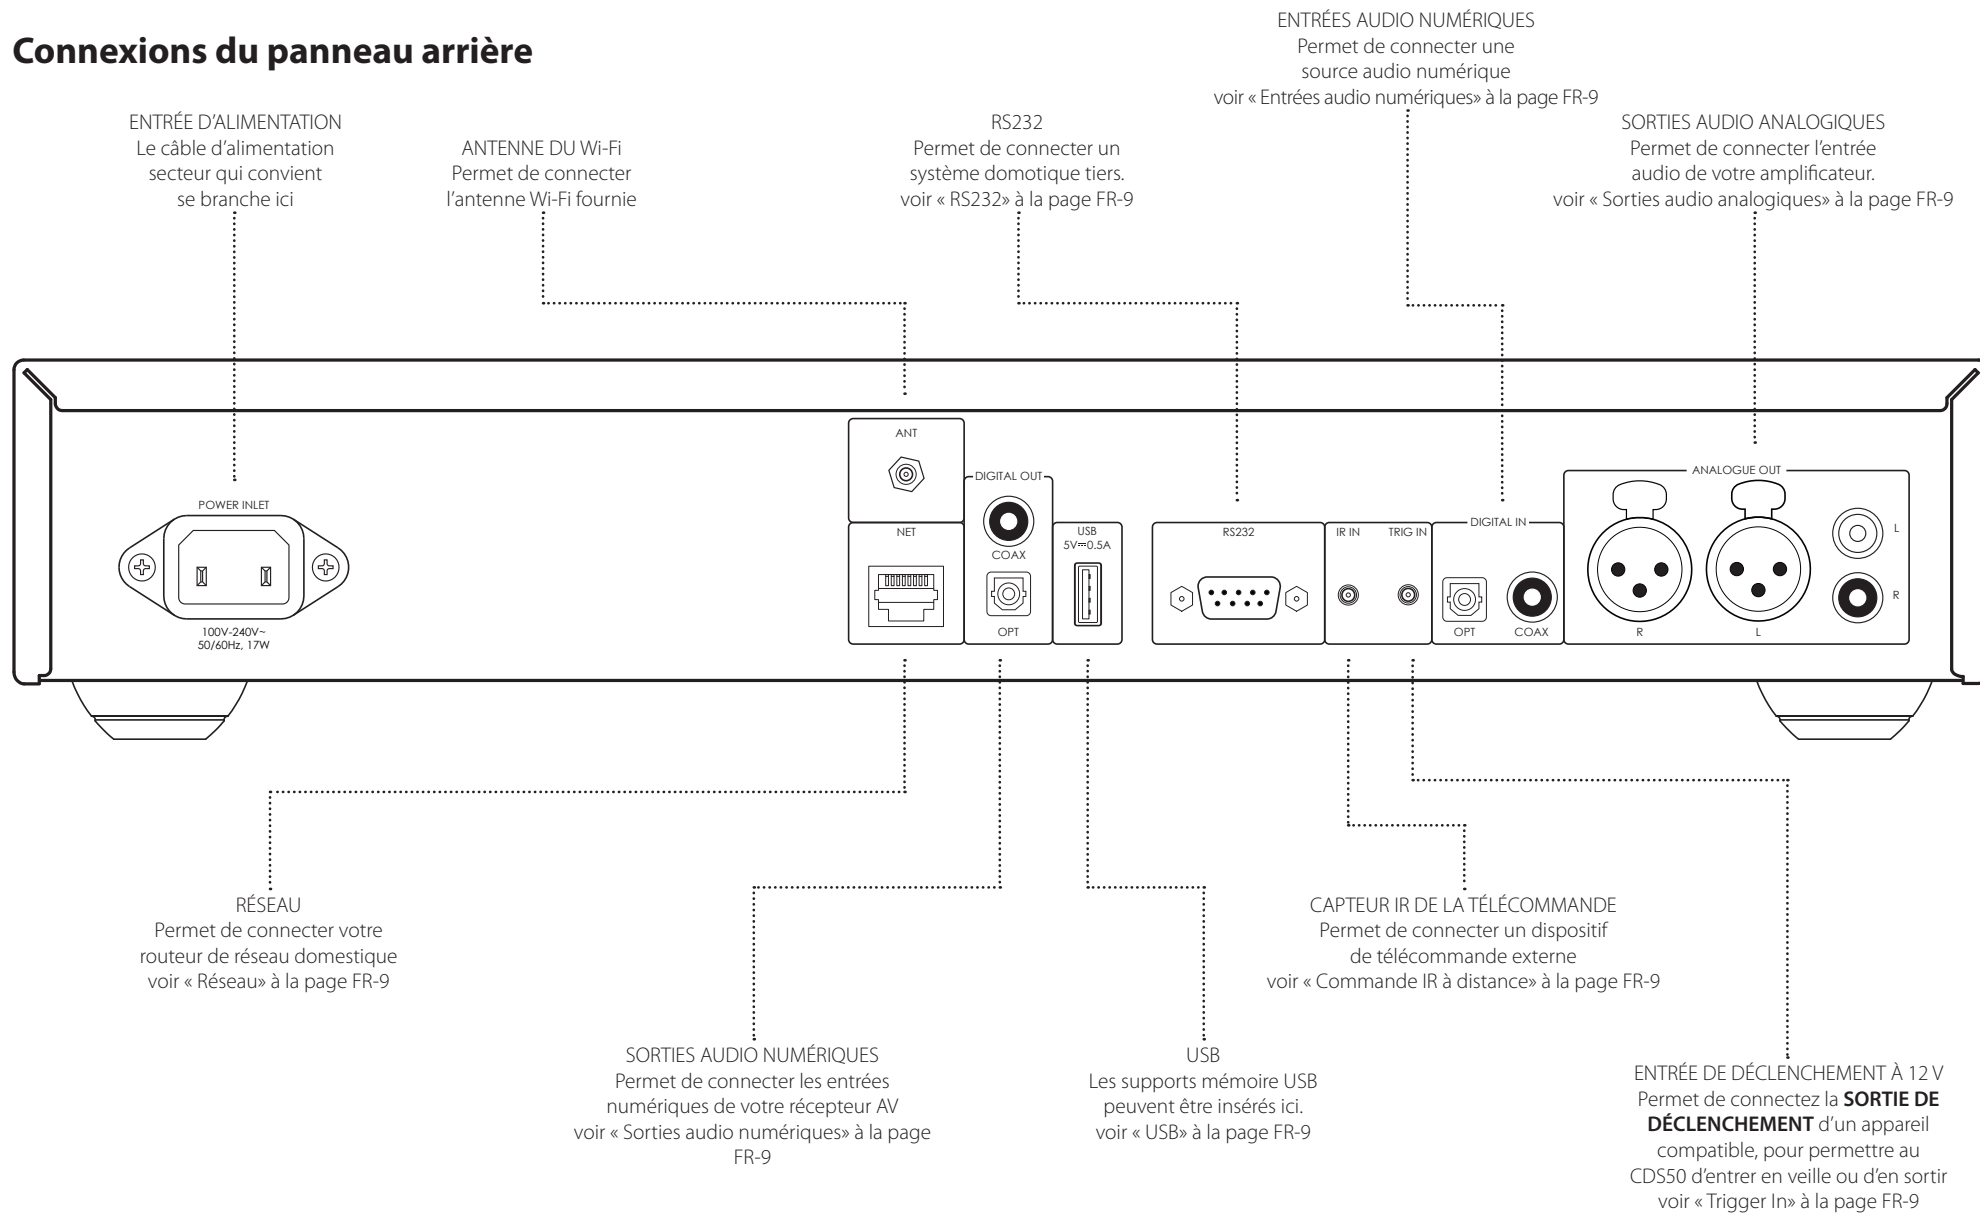 Connexions du panneau arrière
ENTRÉES AUDIO NUMÉRIQUES
Permet de connecter une
source audio numérique
voir « Entrées audio numériques» à la page FR-9
ENTRÉE D’ALIMENTATION
Le câble d’alimentation
secteur qui convient
se branche ici
ANTENNE DU Wi-Fi
Permet de connecter
l’antenne Wi-Fi fournie
RS232
Permet de connecter un
système domotique tiers.
voir « RS232» à la page FR-9
SORTIES AUDIO ANALOGIQUES
Permet de connecter l’entrée
audio de votre amplificateur.
voir « Sorties audio analogiques» à la page FR-9
POWER INLET
100V-240V~
50/60Hz, 17W
ANT
NET
DIGITAL OUT
COAX
OPT
USB
5V⎓0.5A
RS232
IR IN
TRIG IN
DIGITAL IN
OPT
COAX
ANALOGUE OUT
R
L
L
R
RÉSEAU
Permet de connecter votre
routeur de réseau domestique
voir « Réseau» à la page FR-9
SORTIES AUDIO NUMÉRIQUES
Permet de connecter les entrées
numériques de votre récepteur AV
voir « Sorties audio numériques» à la page
FR-9
USB
Les supports mémoire USB
peuvent être insérés ici.
voir « USB» à la page FR-9
CAPTEUR IR DE LA TÉLÉCOMMANDE
Permet de connecter un dispositif
de télécommande externe
voir « Commande IR à distance» à la page FR-9
ENTRÉE DE DÉCLENCHEMENT À 12 V
Permet de connectez la SORTIE DE
DÉCLENCHEMENT d’un appareil
compatible, pour permettre au
CDS50 d’entrer en veille ou d’en sortir
voir « Trigger In» à la page FR-9